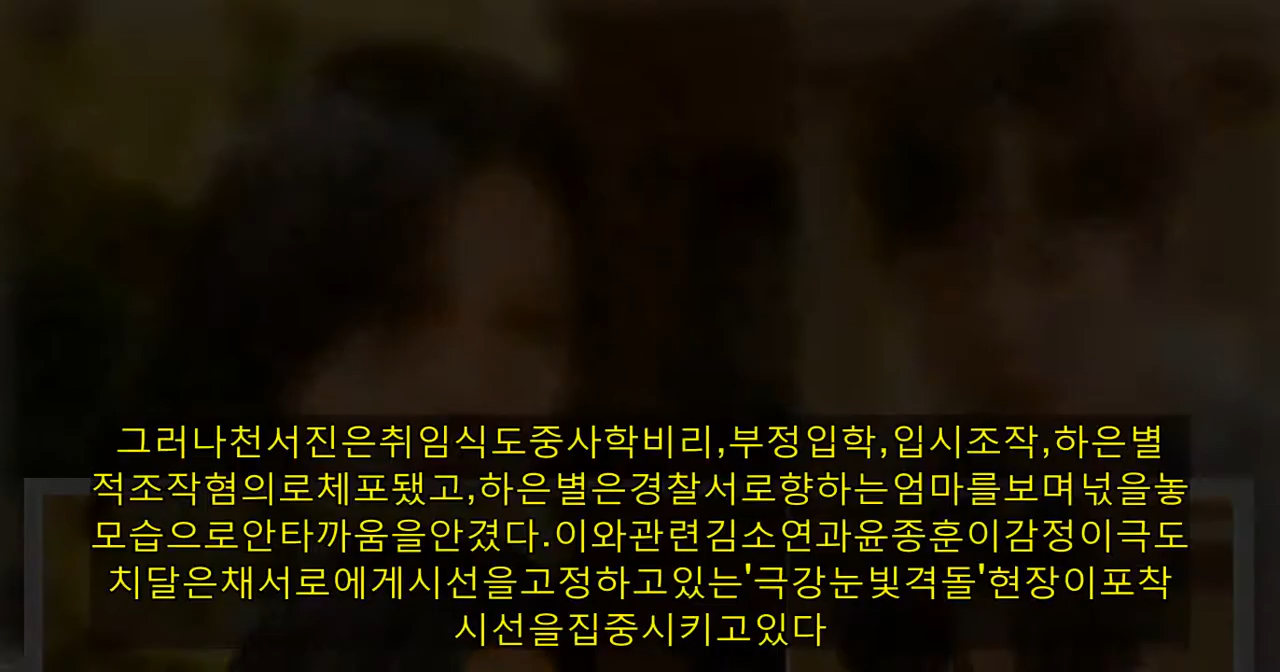 그러나천서진은취임식도중사학비리,부정입학,입시조작,하은별
적조작혐의로체포됐고,하은별은경찰서로향하는엄마를보며넋을놓
모습으로안타까움을안겼다.이와관련김소연과윤종훈이감정이극도
치달은채서로에게시선을고정하고있는'극강눈빛격돌'현장이포착
시선을집중시키고있다